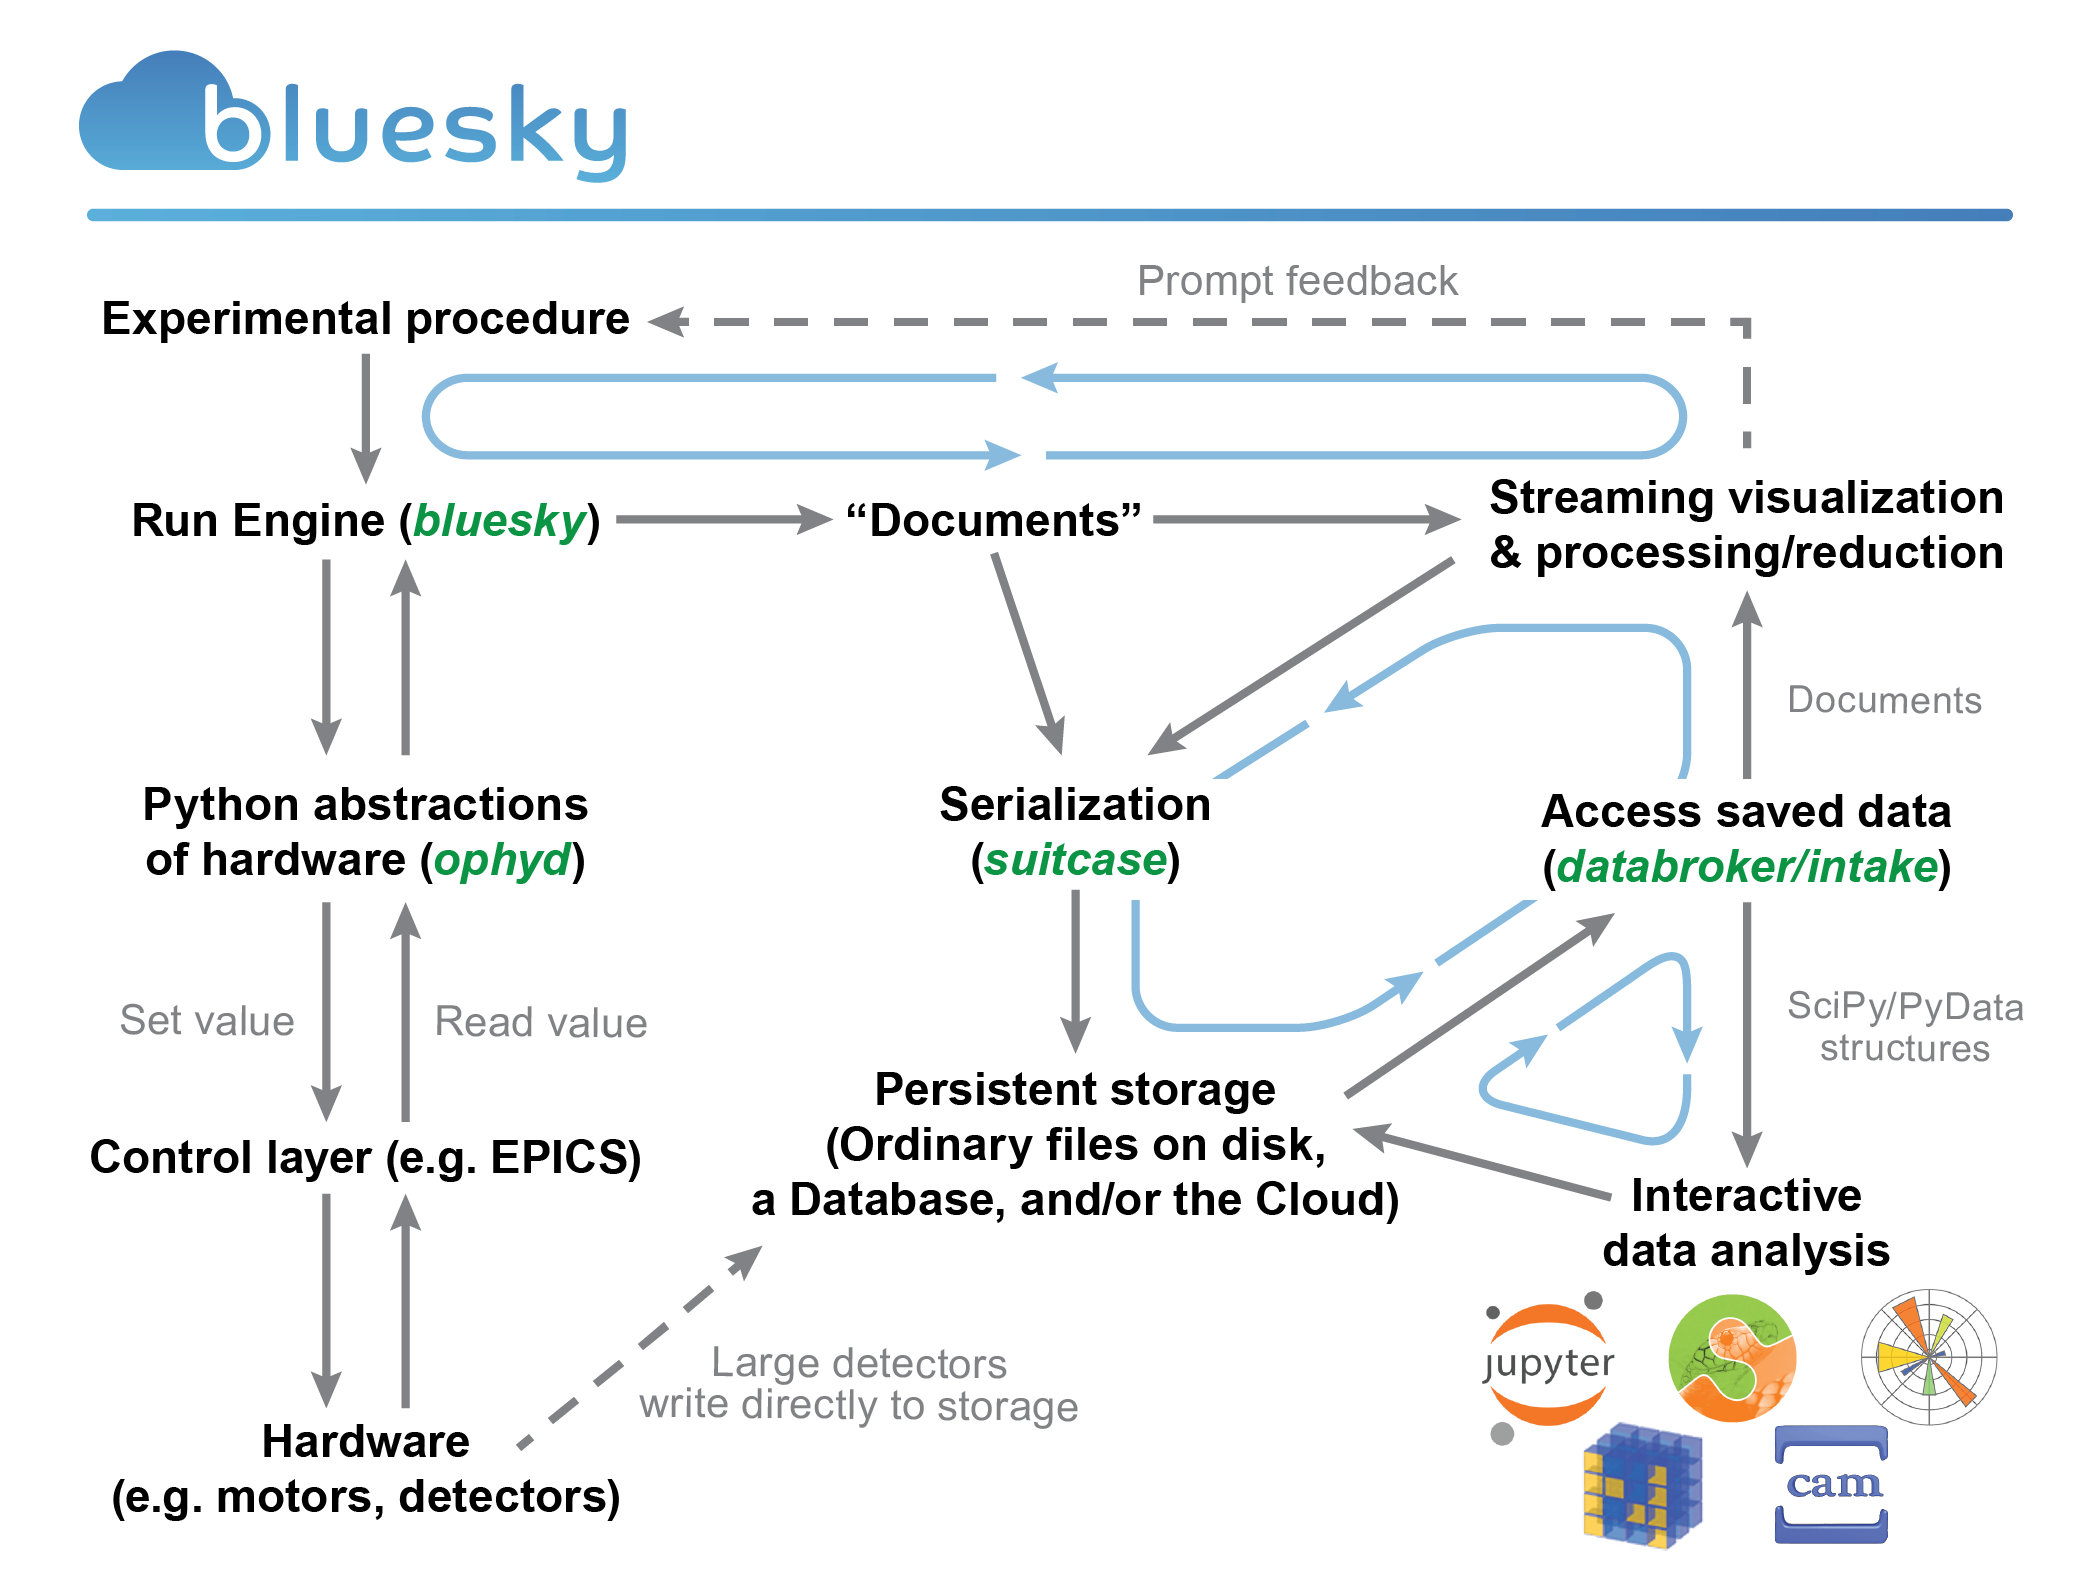 bluesky
Prompt feedback
Experimental procedure
Run Engine (bluesky)
“Documents”
Streaming visualization
& processing/reduction
Documents
Python abstractions
of hardware (ophyd)
Serialization
(suitcase)
Access saved data
(databroker/intake)
Set value
Read value
SciPy/PyData
structures
Control layer (e.g. EPICS)
Persistent storage
(Ordinary files on disk,
a Database, and/or the Cloud)
Interactive
data analysis
Large detectors
write directly to storage
Hardware
(e.g. motors, detectors)
jupyter
cam